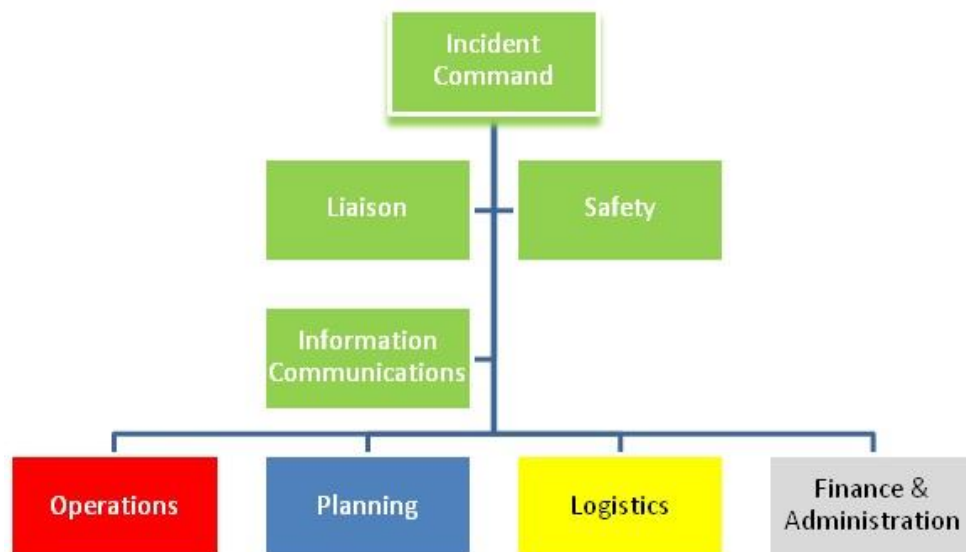 Incident
Command
Liaison
Safety
Information
Communications
Operations
Planning
Logistics
Finance &
Administration